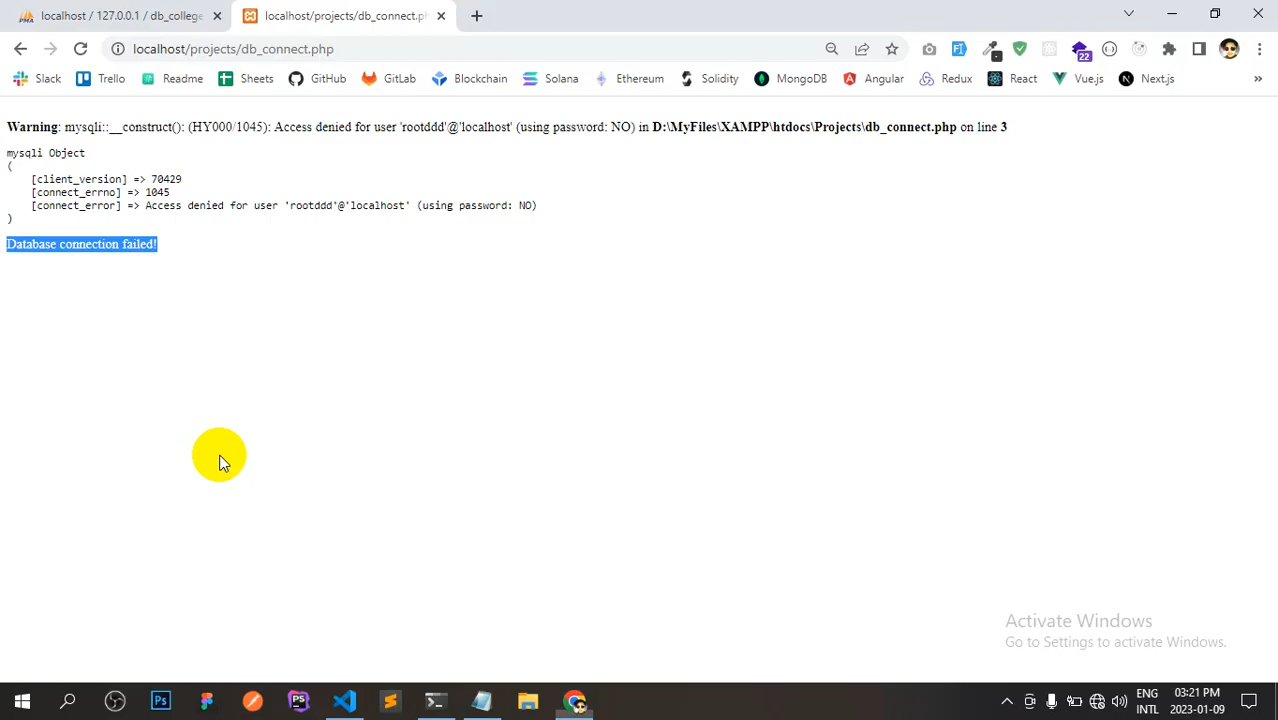 localhost / 127.0.0.1 / db_college
localhost/projects/db_connect.ph
localhost/projects/db_connect.php
22
Slack
Trello
Readme
Sheets
GitHub
GitLab
Blockchain
Solana
Ethereum
Solidity
MongoDB
Angular
Redux
React
Vue.js
Next.js
Warning: mysqli::__construct(): (HY000/1045): Access denied for user 'rootddd'@'localhost' (using password: NO) in D:\MyFiles\XAMPP\htdocs\Projects\db_connect.php on line 3
mysqli Object
(
[client_version] => 70429
[connect_errno] => 1045
[connect_error] => Access denied for user 'rootddd'@'localhost' (using password: NO)
)
Database connection failed!
Activate Windows
Go to Settings to activate Windows.
Ps
PS
ENG
INTL
03:21 PM
2023-01-09